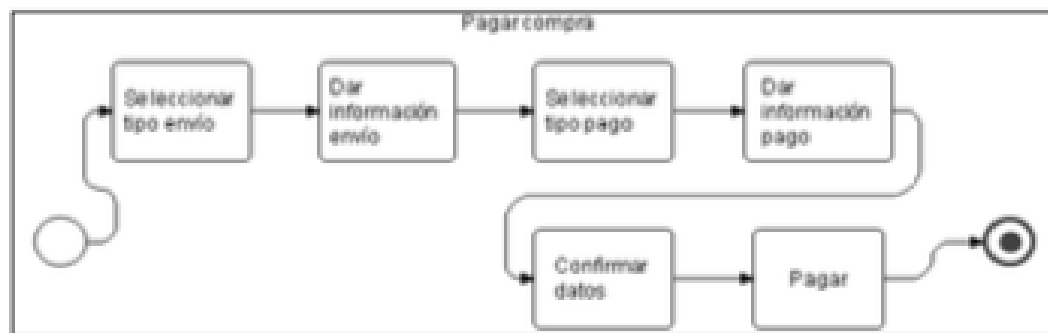 Pagar compra
Seleccionar
tipo envío
Dar
información
envío
Seleccionar
tipo pago
Dar
información
pago
Confirmar
datos
Pagar